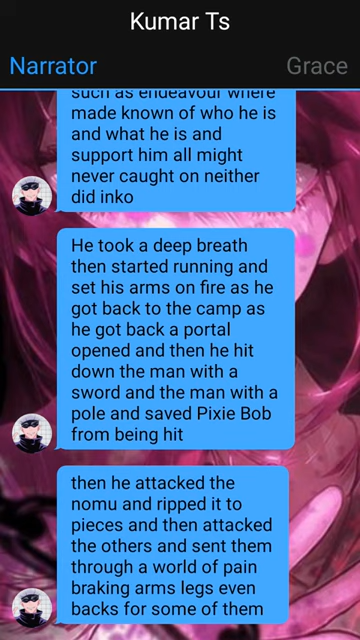 Kumar Ts
Narrator
Grace
such as endeavour where
made known of who he is
and what he is and
support him all might
never caught on neither
did inko
He took a deep breath
then started running and
set his arms on fire as he
got back to the camp as
he got back a portal
opened and then he hit
down the man with a
sword and the man with a
pole and saved Pixie Bob
from being hit
then he attacked the
nomu and ripped it to
pieces and then attacked
the others and sent them
through a world of pain
braking arms legs even
backs for some of them